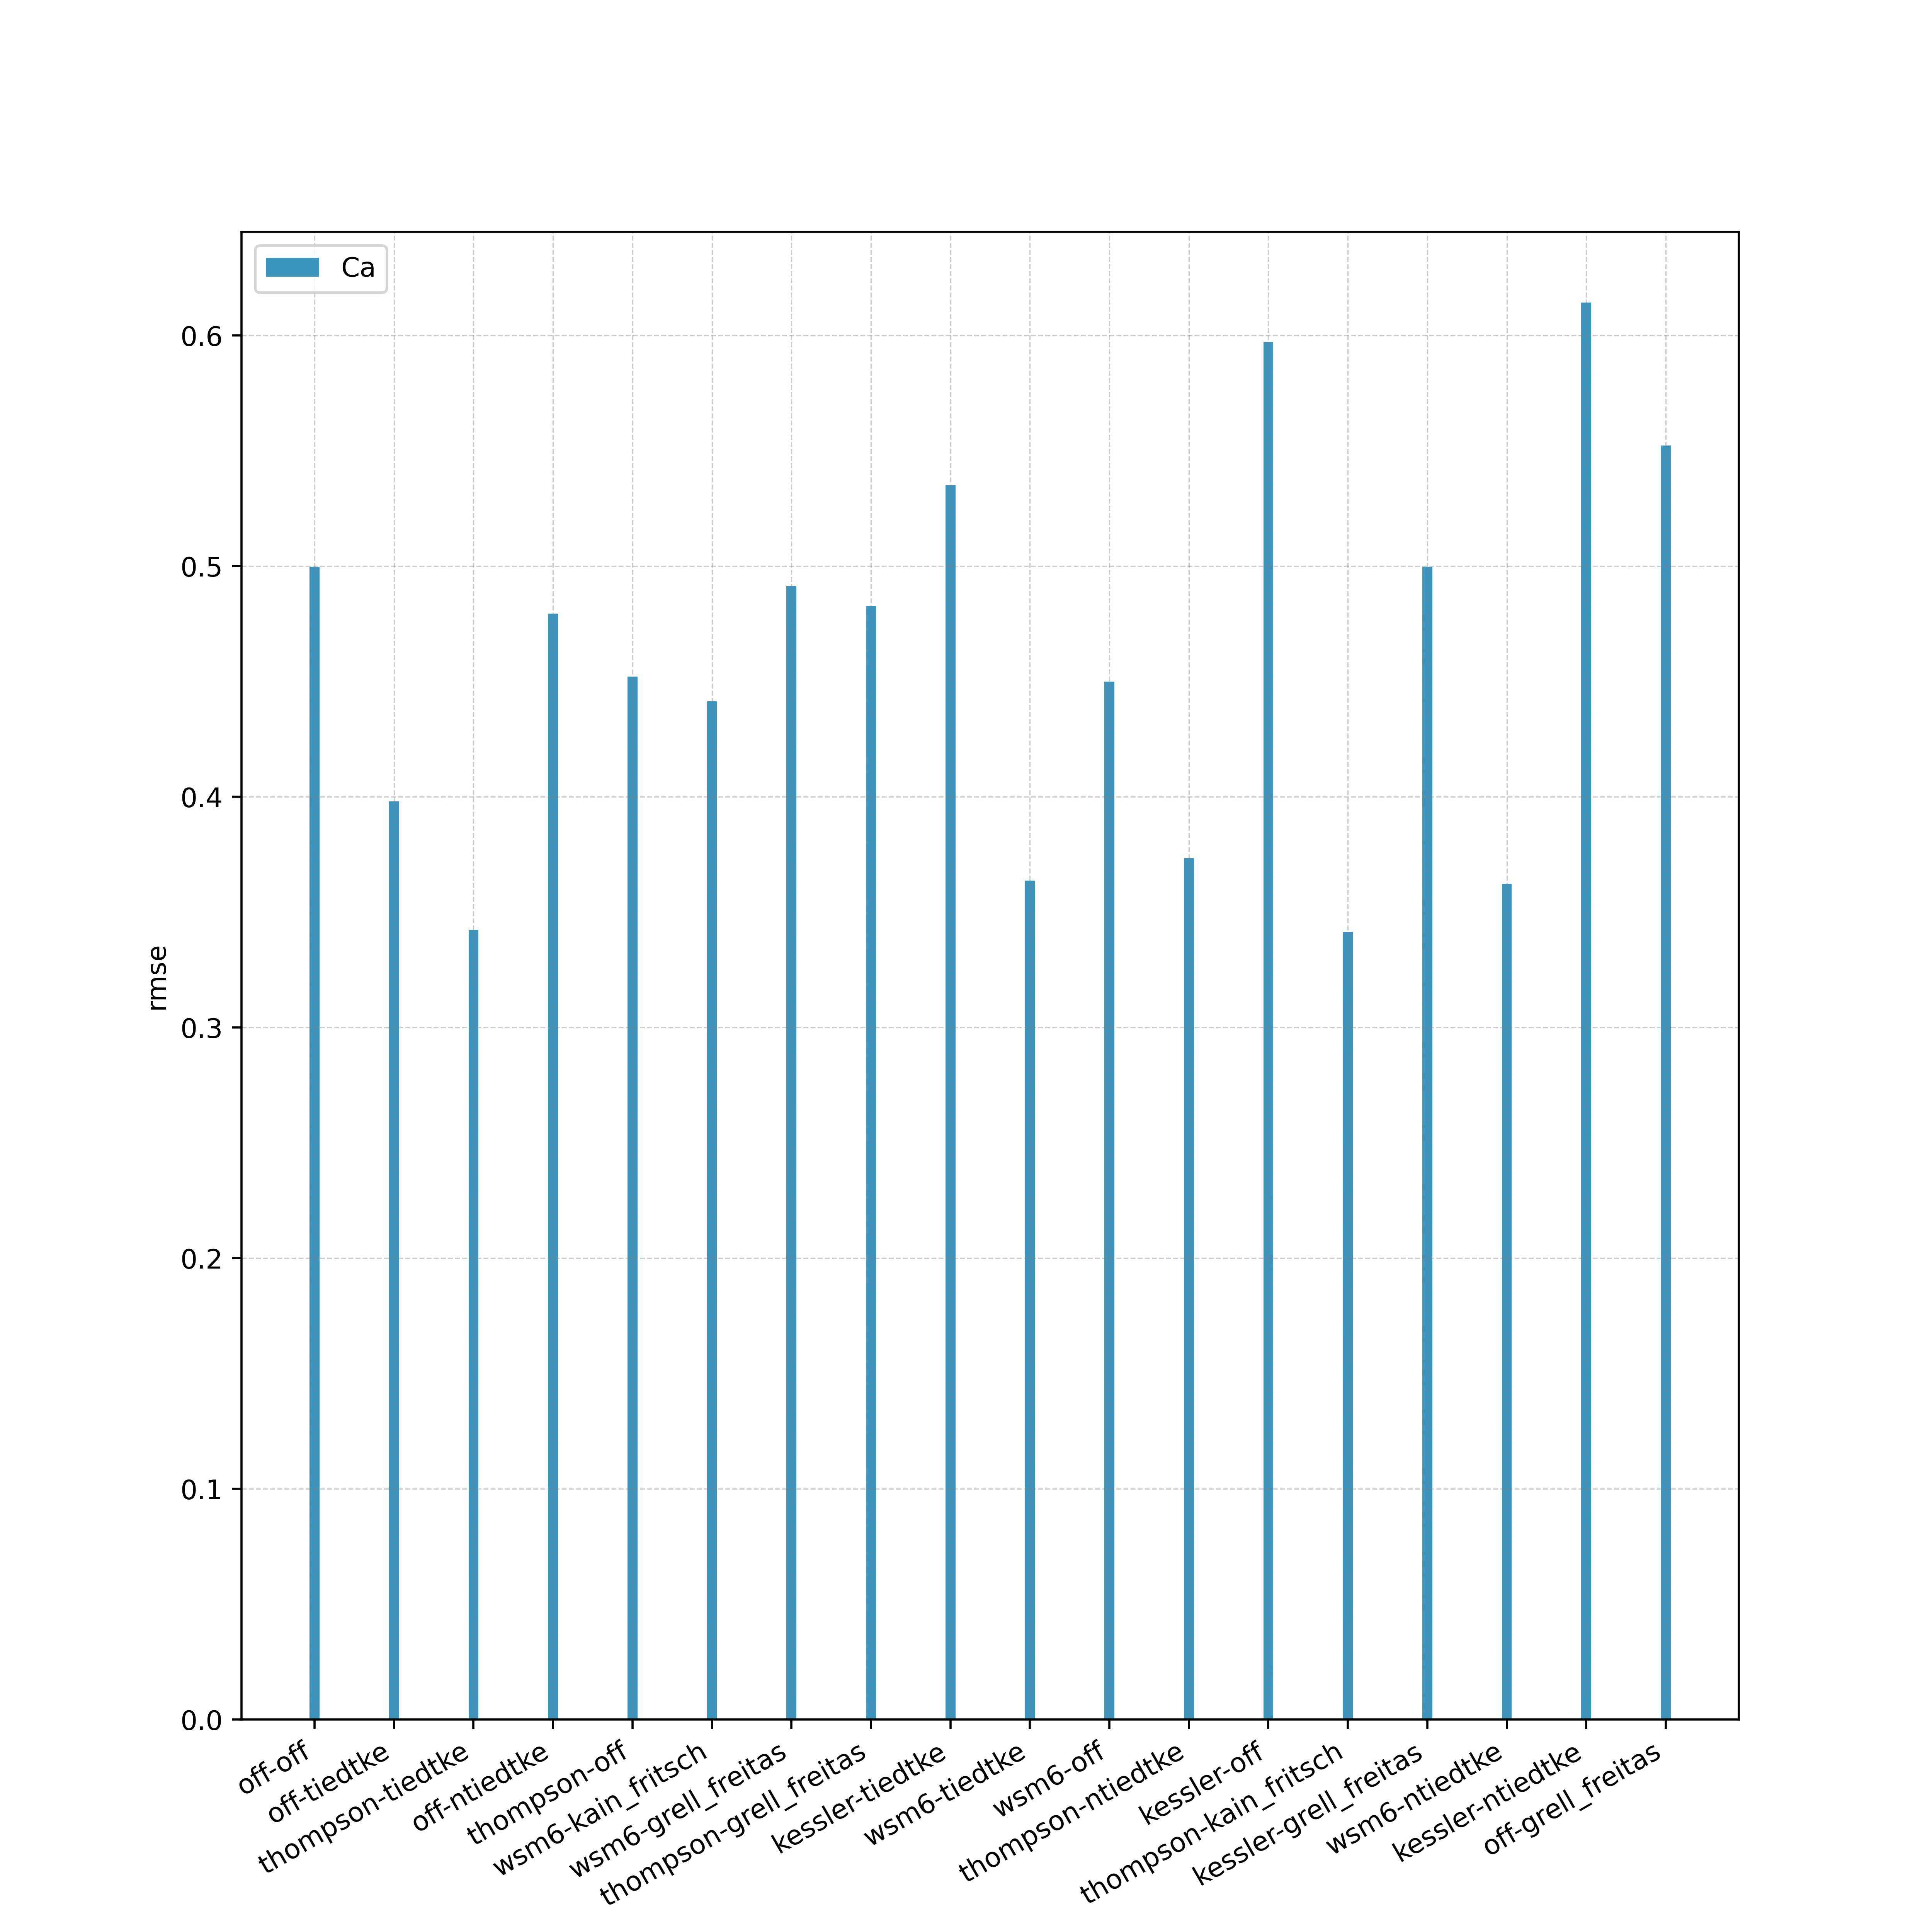 Ca
0.6
0.5
0.4
0.3
0.2
0.1
0.0
rmse
off-off
off-tiedtke
thompson-tiedtke
off-ntiedtke
thompson-off
wsm6-kain_fritsch
wsm6-grell_freitas
thompson-grell_freitas
kessler-tiedtke
wsm6-tiedtke
wsm6-off
thompson-ntiedtke
kessler-off
thompson-kain_fritsch
kessler-grell_freitas
wsm6-ntiedtke
kessler-ntiedtke
off-grell_freitas